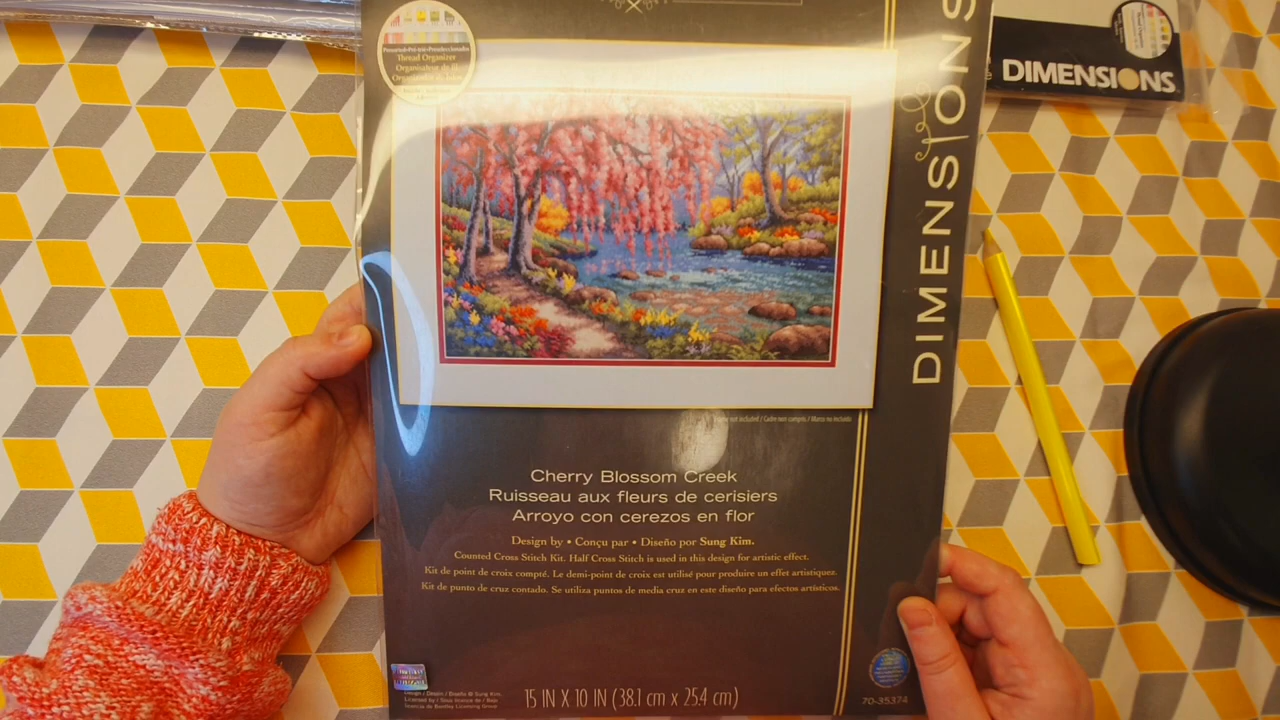 Thread Organizer
Organisateur de fil
DIMENSIONS
DIMENSIONS
Cherry Blossom Creek
Ruisseau aux fleurs de cerisiers
Arroyo con cerezos en flor
Design by • Conçu par • Diseño por Sung Kim.
Counted Cross Stitch Kit. Half Cross Stitch is used in this design for artistic effect.
Kit de point de croix compté. Le demi-point de croix est utilisé pour produire un effet artistiquez.
Kit de punto de cruz contado. Se utiliza puntos de media cruz en este diseño para efectos artísticos.
15 IN X 10 IN (38.1 cm x 25.4 cm)
70-35374